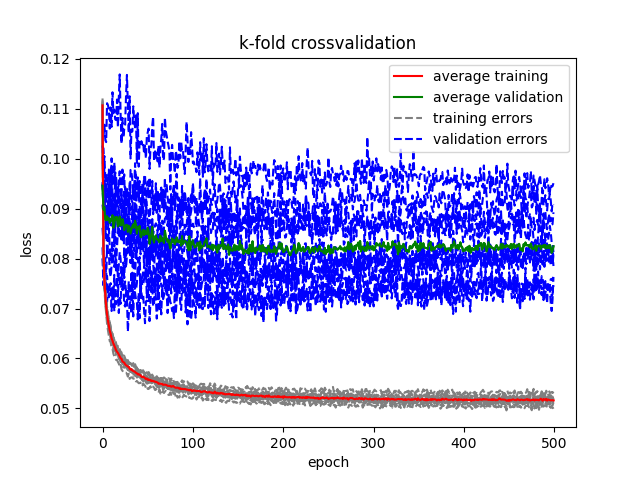 k-fold crossvalidation
0.12
0.11
0.10
0.09
0.08
0.07
0.06
0.05
loss
average training
average validation
training errors
validation errors
0 100 200 300 400 500
epoch